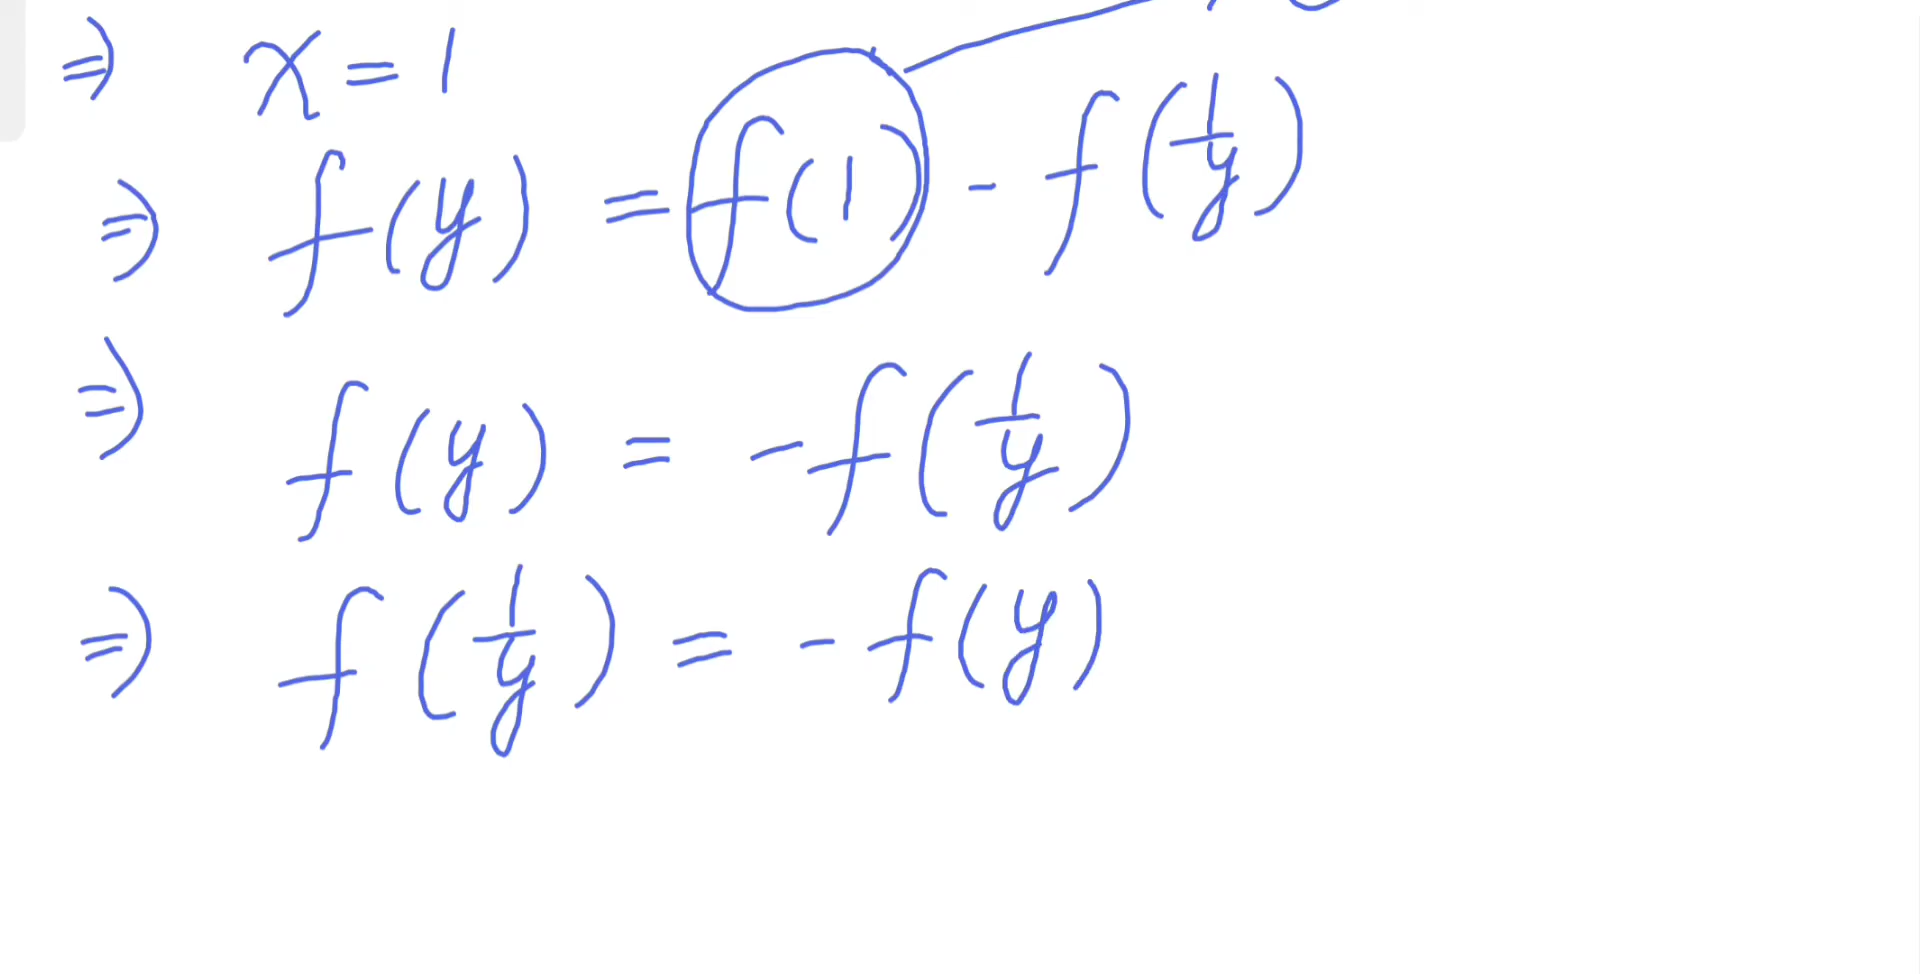 ⇒ x = 1
⇒ f(y) = f(1) - f(1/y)
⇒ f(y) = -f(1/y)
⇒ f(1/y) = -f(y)